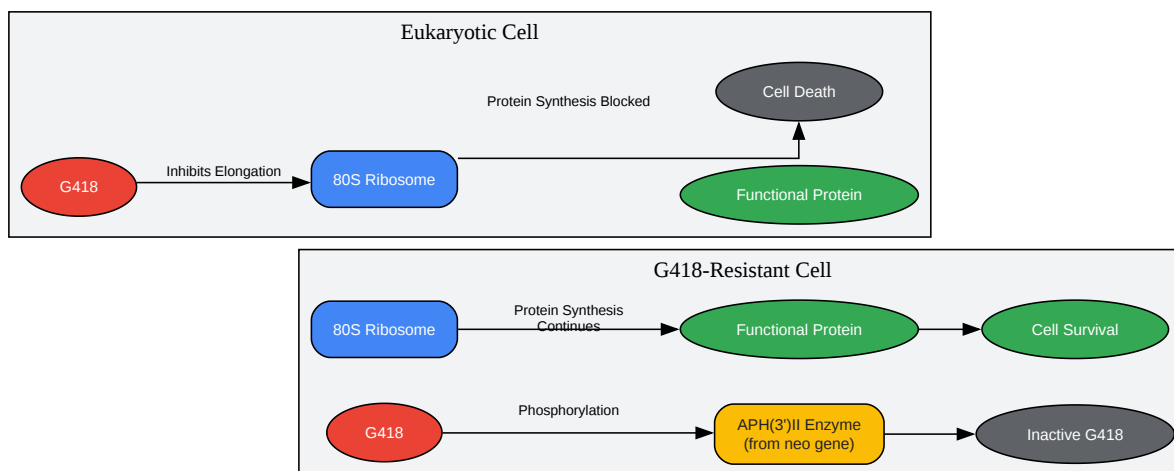 Eukaryotic Cell
Cell Death
Protein Synthesis Blocked
Inhibits Elongation
G418
80S Ribosome
Functional Protein
G418-Resistant Cell
80S Ribosome
Protein Synthesis
Continues
Functional Protein
Cell Survival
G418
Phosphorylation
APH(3')II Enzyme
(from neo gene)
Inactive G418